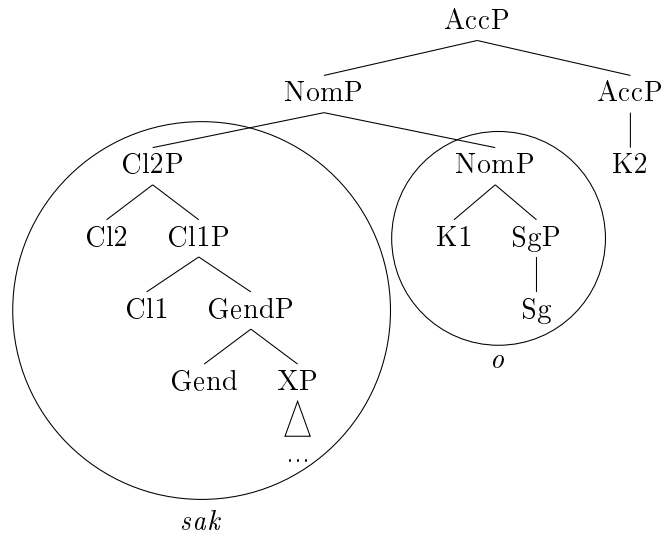 AccP
NomP AccP
Cl2P NomP K2
Cl2 Cl1P K1 SgP
Cl1 GendP Sg
o
Gend XP
...
sak